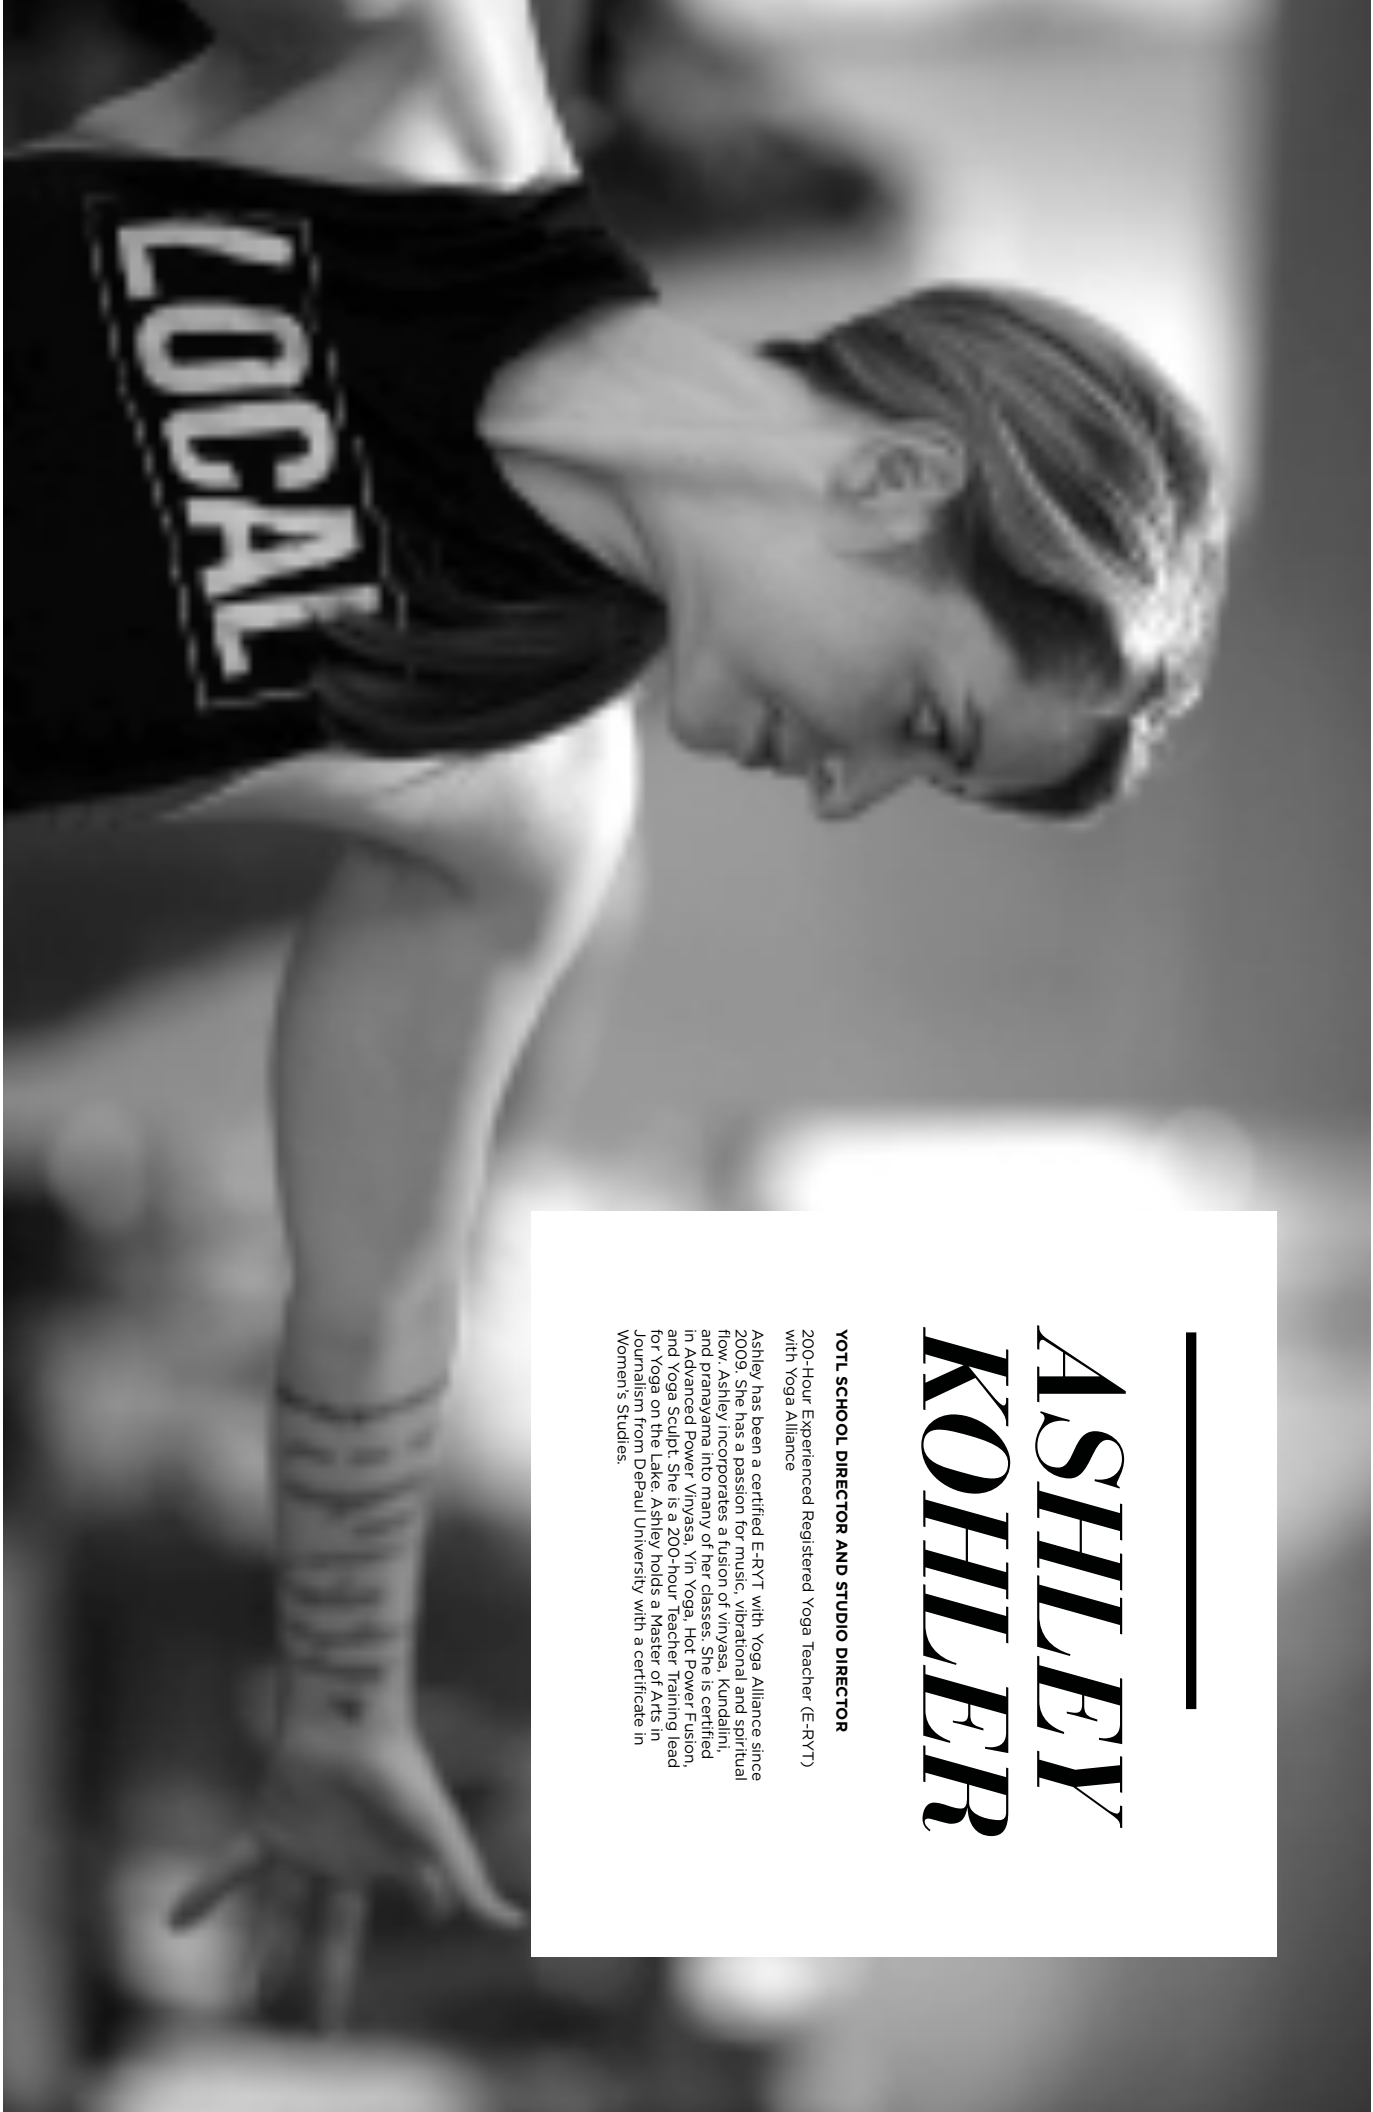 LOCAL
ASHLEY
KOHLER
YOTL SCHOOL DIRECTOR AND STUDIO DIRECTOR
200-Hour Experienced Registered Yoga Teacher (E-RYT)
with Yoga Alliance
Ashley has been a certified E-RYT with Yoga Alliance since
2009. She has a passion for music, vibrational and spiritual
flow. Ashley incorporates a fusion of vinyasa, Kundalini,
and pranayama into many of her classes. She is certified
in Advanced Power Vinyasa, Yin Yoga, Hot Power Fusion,
and Yoga Sculpt. She is a 200-hour Teacher Training lead
for Yoga on the Lake. Ashley holds a Master of Arts in
Journalism from DePaul University with a certificate in
Women's Studies.